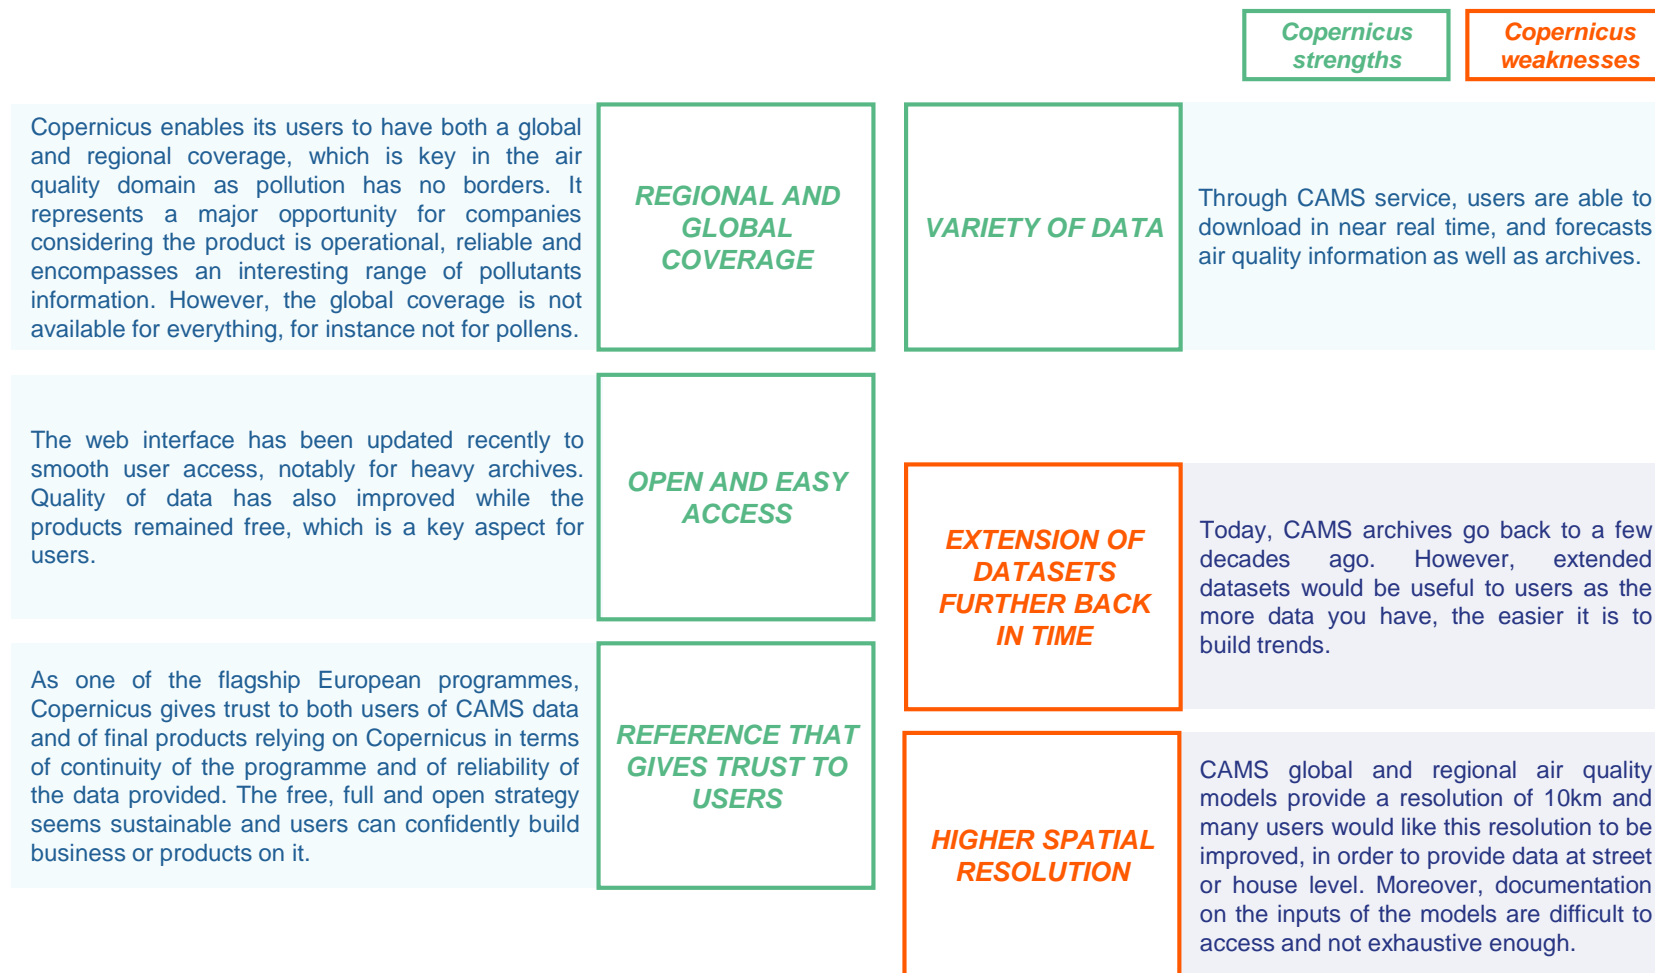 Copernicus
strengths
Copernicus
weaknesses
Copernicus enables its users to have both a global
and regional coverage, which is key in the air
quality domain as pollution has no borders. It
represents a major opportunity for companies
considering the product is operational, reliable and
encompasses an interesting range of pollutants
information. However, the global coverage is not
available for everything, for instance not for pollens.
REGIONAL AND
GLOBAL
COVERAGE
VARIETY OF DATA
Through CAMS service, users are able to
download in near real time, and forecasts
air quality information as well as archives.
The web interface has been updated recently to
smooth user access, notably for heavy archives.
Quality of data has also improved while the
products remained free, which is a key aspect for
users.
OPEN AND EASY
ACCESS
EXTENSION OF
DATASETS
FURTHER BACK
IN TIME
Today, CAMS archives go back to a few
decades ago. However, extended
datasets would be useful to users as the
more data you have, the easier it is to
build trends.
As one of the flagship European programmes,
Copernicus gives trust to both users of CAMS data
and of final products relying on Copernicus in terms
of continuity of the programme and of reliability of
the data provided. The free, full and open strategy
seems sustainable and users can confidently build
business or products on it.
REFERENCE THAT
GIVES TRUST TO
USERS
HIGHER SPATIAL
RESOLUTION
CAMS global and regional air quality
models provide a resolution of 10km and
many users would like this resolution to be
improved, in order to provide data at street
or house level. Moreover, documentation
on the inputs of the models are difficult to
access and not exhaustive enough.